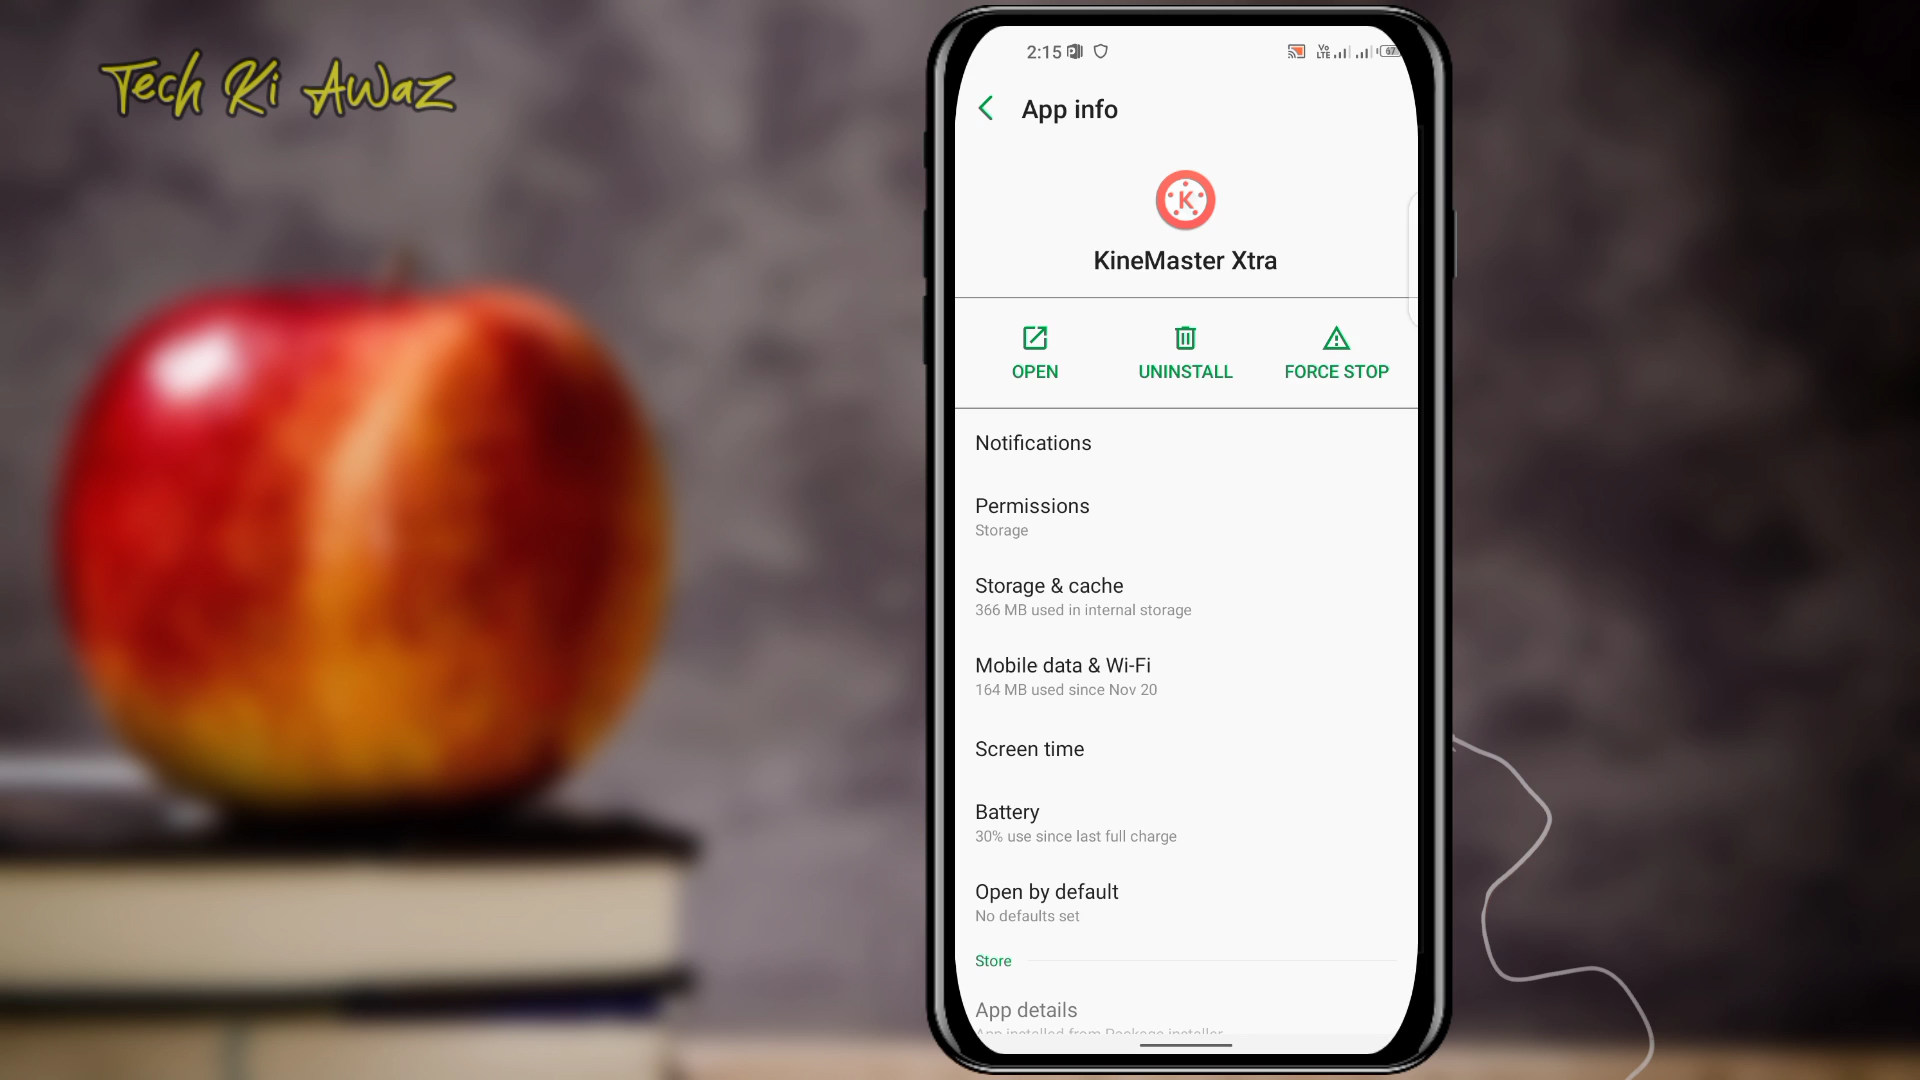 Tech Ki Awaz
2:15
Vo
LTE
67
App info
K
KineMaster Xtra
OPEN
UNINSTALL
FORCE STOP
Notifications
Permissions
Storage
Storage & cache
366 MB used in internal storage
Mobile data & Wi-Fi
164 MB used since Nov 20
Screen time
Battery
30% use since last full charge
Open by default
No defaults set
Store
App details
App installed from Package installer